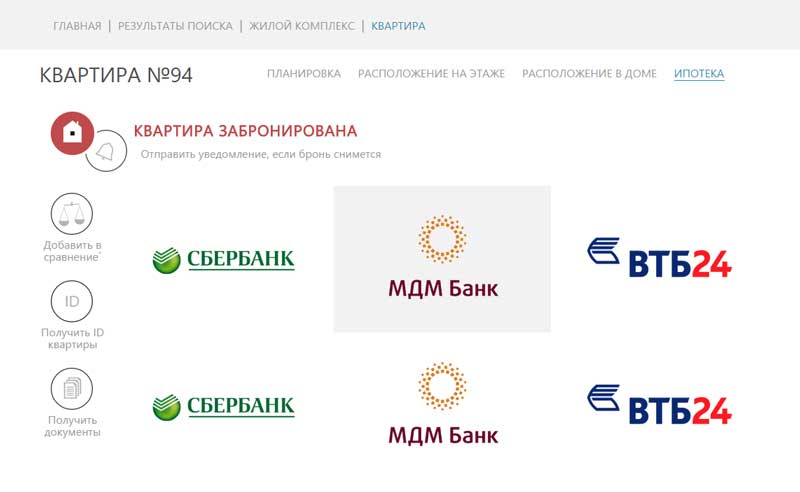 ГЛАВНАЯ | РЕЗУЛЬТАТЫ ПОИСКА | ЖИЛОЙ КОМПЛЕКС | КВАРТИРА
КВАРТИРА №94
ПЛАНИРОВКА РАСПОЛОЖЕНИЕ НА ЭТАЖЕ РАСПОЛОЖЕНИЕ В ДОМЕ ИПОТЕКА
КВАРТИРА ЗАБРОНИРОВАНА
Отправить уведомление, если бронь снимется
Добавить в
сравнение*
ID
Получить ID
квартиры
Получить
документы
СБЕРБАНК
МДМ Банк
ВТБ24
СБЕРБАНК
МДМ Банк
ВТБ24